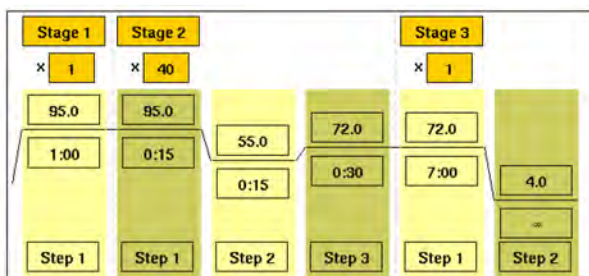 Stage 1 Stage 2 Stage 3
× 1 × 40 × 1
95.0 95.0 55.0 72.0 72.0 4.0
1:00 0:15 0:15 0:30 7:00 ∞
Step 1 Step 1 Step 2 Step 3 Step 1 Step 2